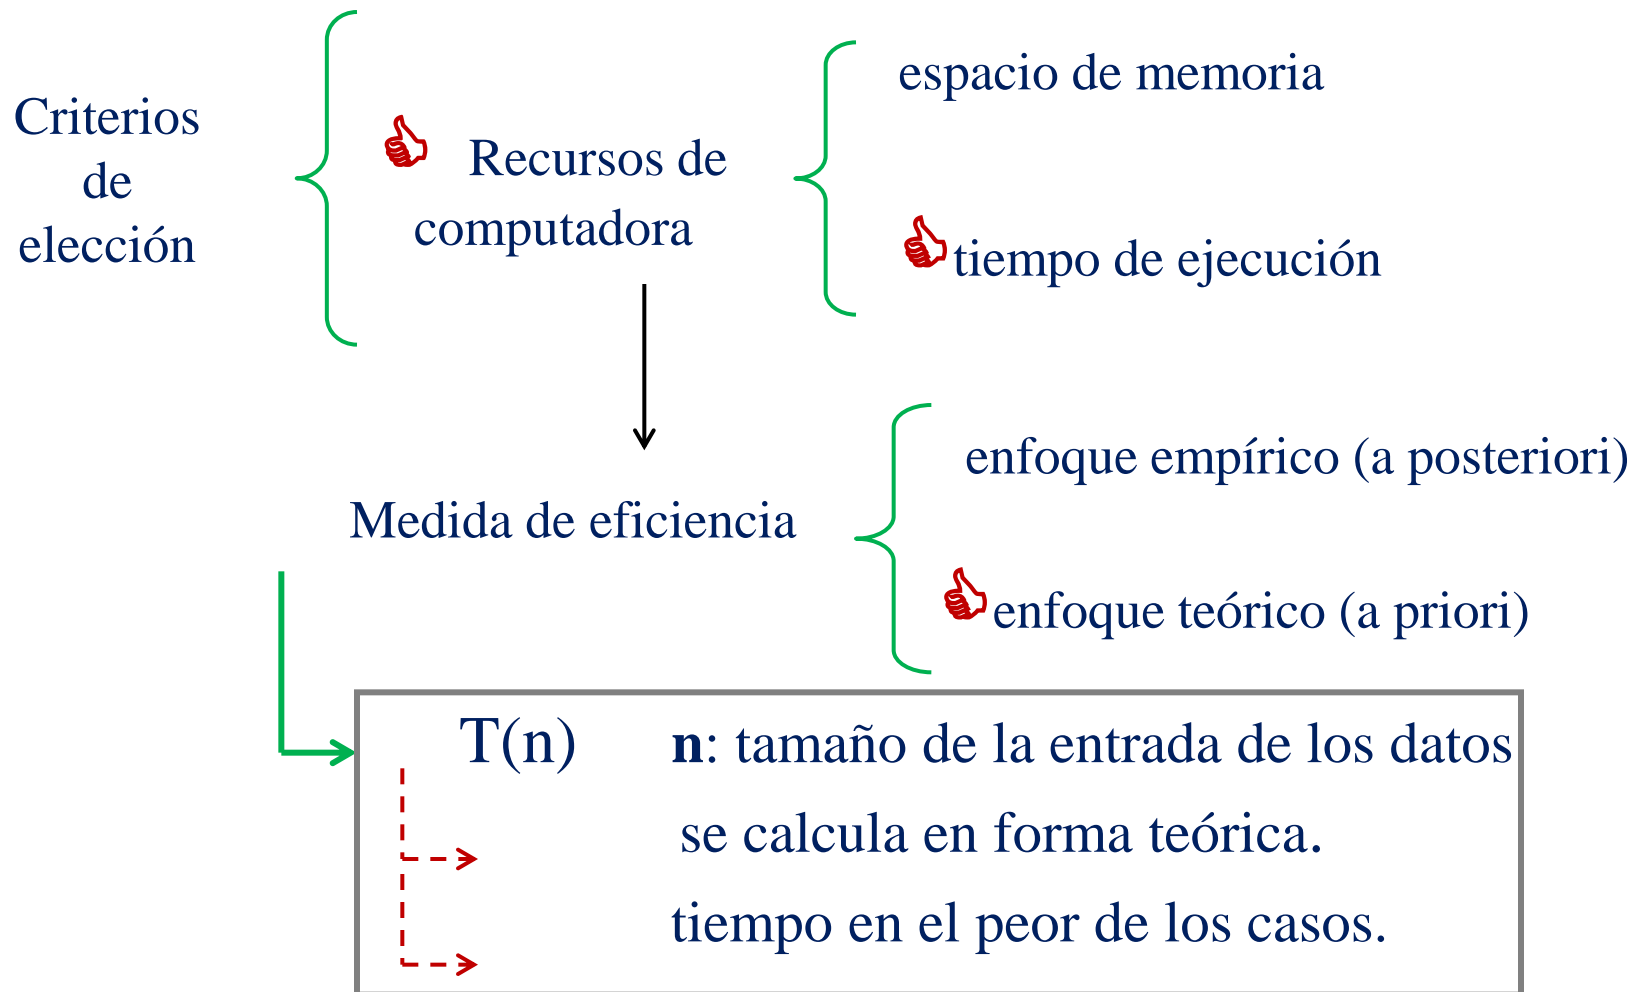 Criterios
de
elección
Recursos de
computadora
espacio de memoria
tiempo de ejecución
Medida de eficiencia
enfoque empírico (a posteriori)
enfoque teórico (a priori)
T(n) n: tamaño de la entrada de los datos
se calcula en forma teórica.
tiempo en el peor de los casos.